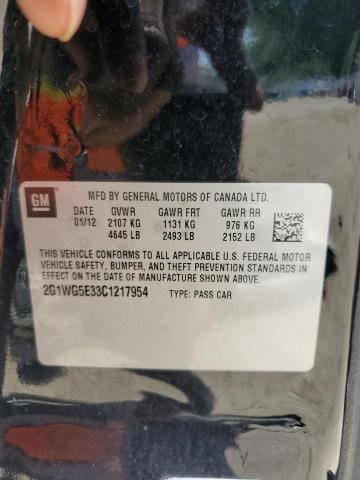 GM
MFD BY GENERAL MOTORS OF CANADA LTD.
DATE GVWR GAWR FRT GAWR RR
01/12 2107 KG 1131 KG 976 KG
4645 LB 2493 LB 2152 LB
THIS VEHICLE CONFORMS TO ALL APPLICABLE U.S. FEDERAL MOTOR
VEHICLE SAFETY, BUMPER, AND THEFT PREVENTION STANDARDS IN
EFFECT ON THE DATE OF MANUFACTURE SHOWN ABOVE.
2G1WG5E33C1217954 TYPE: PASS CAR